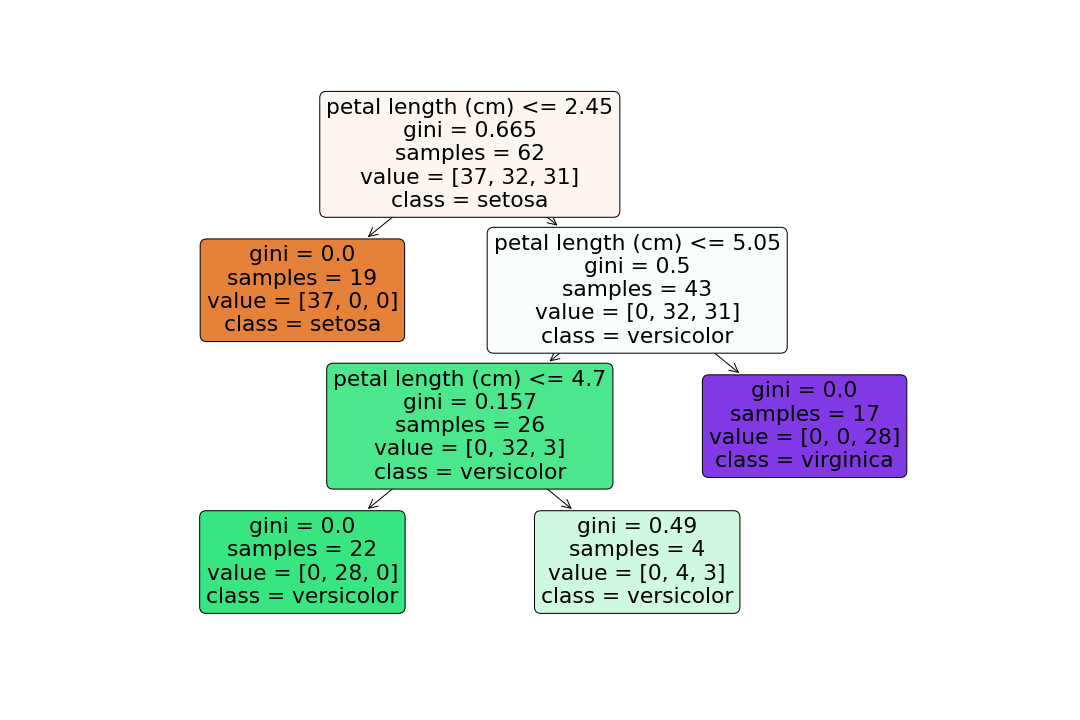 petal length (cm) <= 2.45
gini = 0.665
samples = 62
value = [37, 32, 31]
class = setosa
gini = 0.0
samples = 19
value = [37, 0, 0]
class = setosa
petal length (cm) <= 5.05
gini = 0.5
samples = 43
value = [0, 32, 31]
class = versicolor
petal length (cm) <= 4.7
gini = 0.157
samples = 26
value = [0, 32, 3]
class = versicolor
gini = 0.0
samples = 17
value = [0, 0, 28]
class = virginica
gini = 0.0
samples = 22
value = [0, 28, 0]
class = versicolor
gini = 0.49
samples = 4
value = [0, 4, 3]
class = versicolor